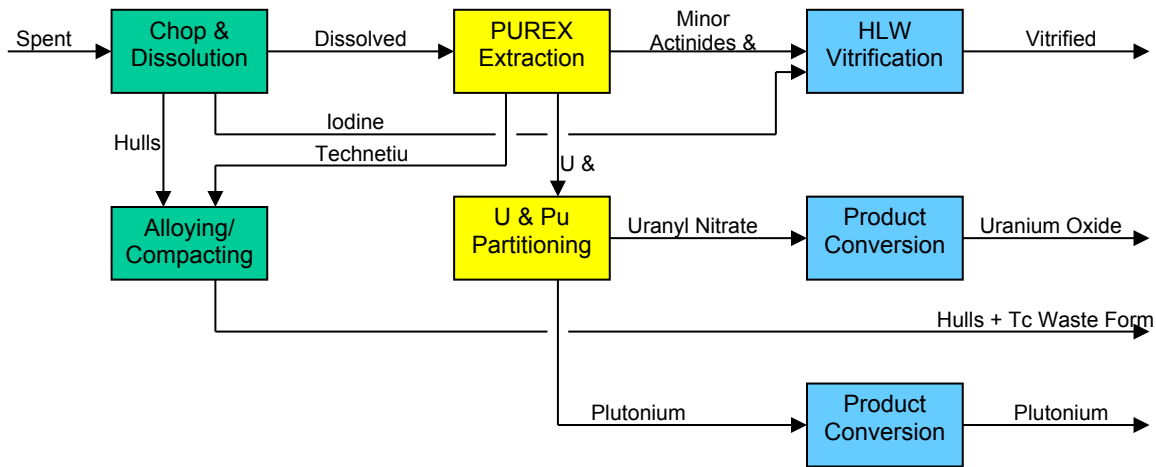 Spent
Chop &
Dissolution
Dissolved
PUREX
Extraction
Minor
Actinides &
HLW
Vitrification
Vitrified
Iodine
Hulls
Technetiu
U &
Alloying/
Compacting
U & Pu
Partitioning
Uranyl Nitrate
Product
Conversion
Uranium Oxide
Hulls + Tc Waste Form
Plutonium
Product
Conversion
Plutonium